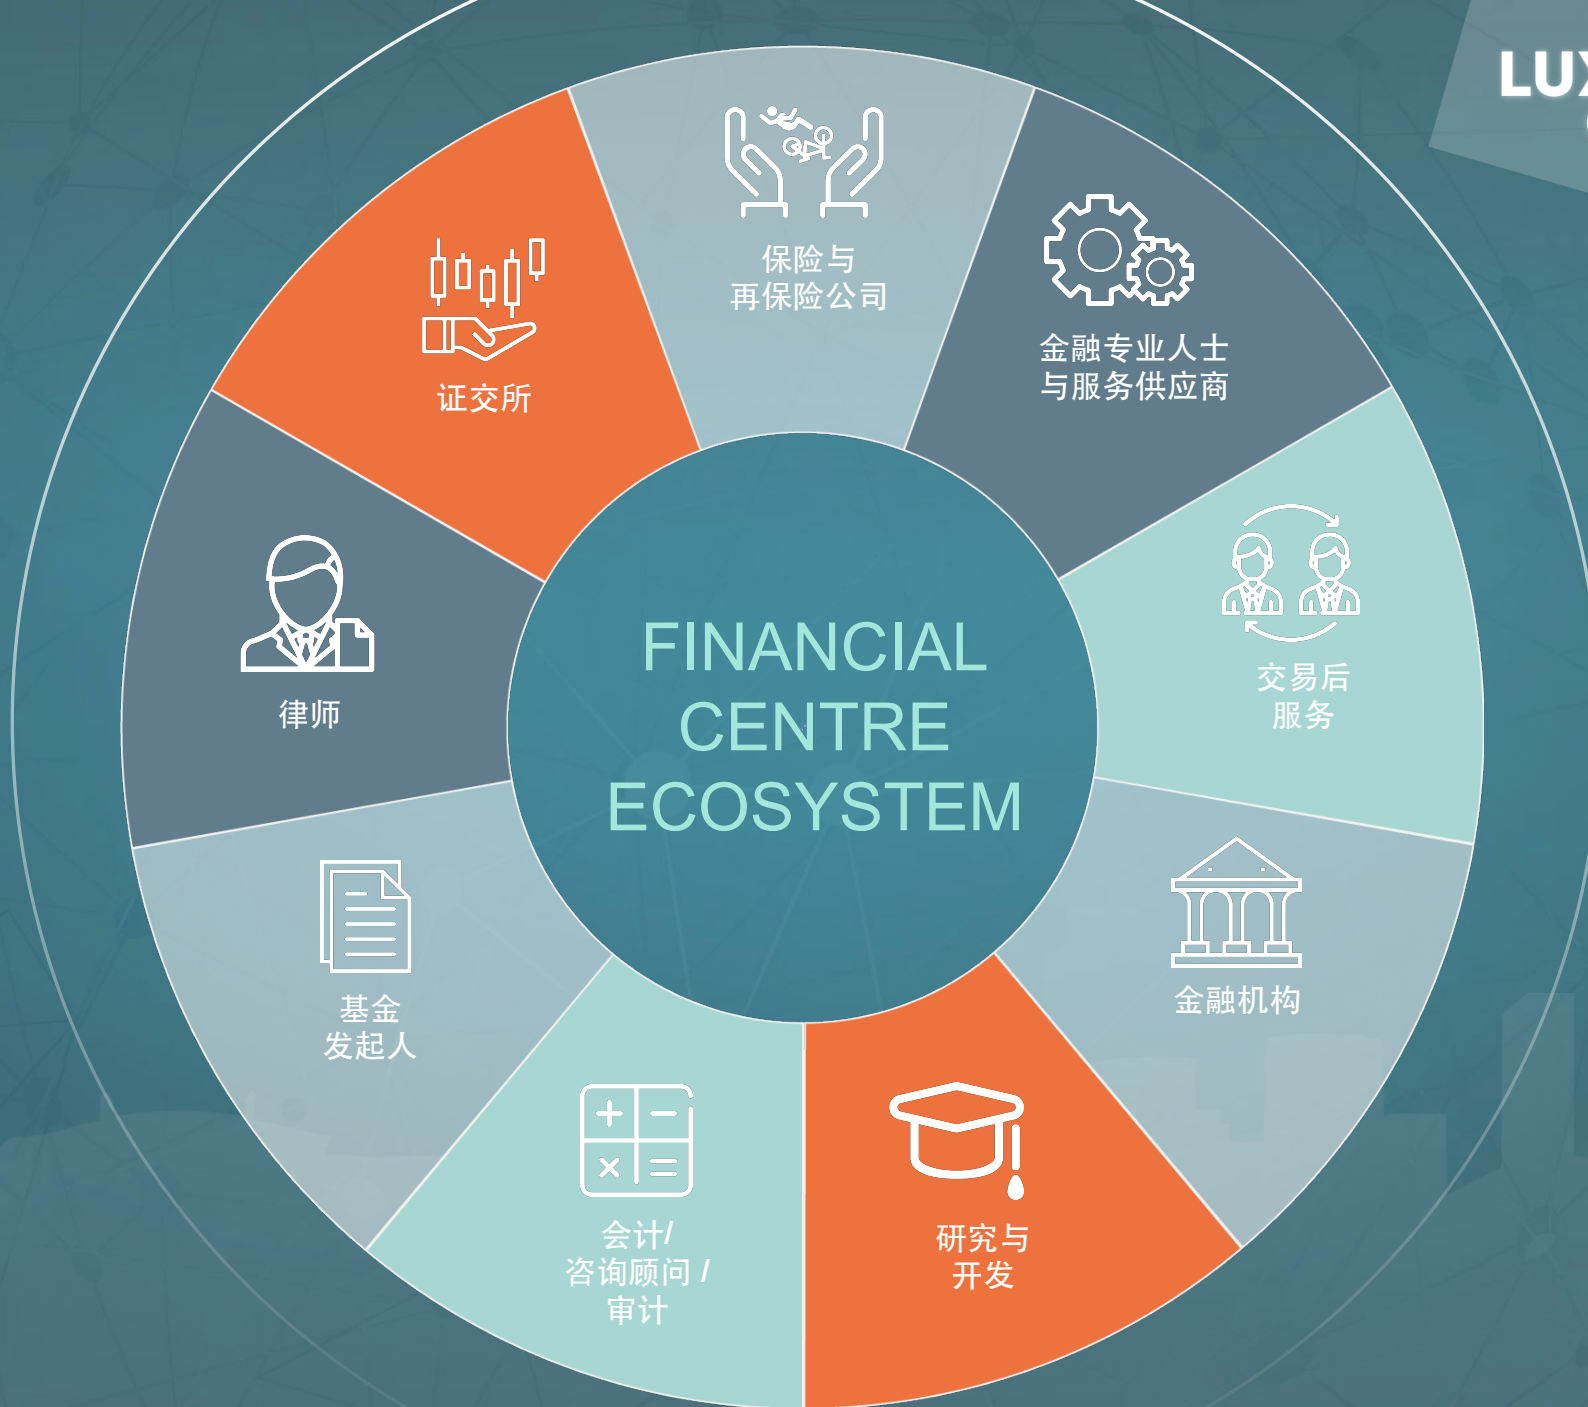 保险与
再保险公司
金融专业人士
与服务供应商
交易后
服务
金融机构
研究与
开发
会计/
咨询顾问 /
审计
基金
发起人
律师
证交所
FINANCIAL
CENTRE
ECOSYSTEM